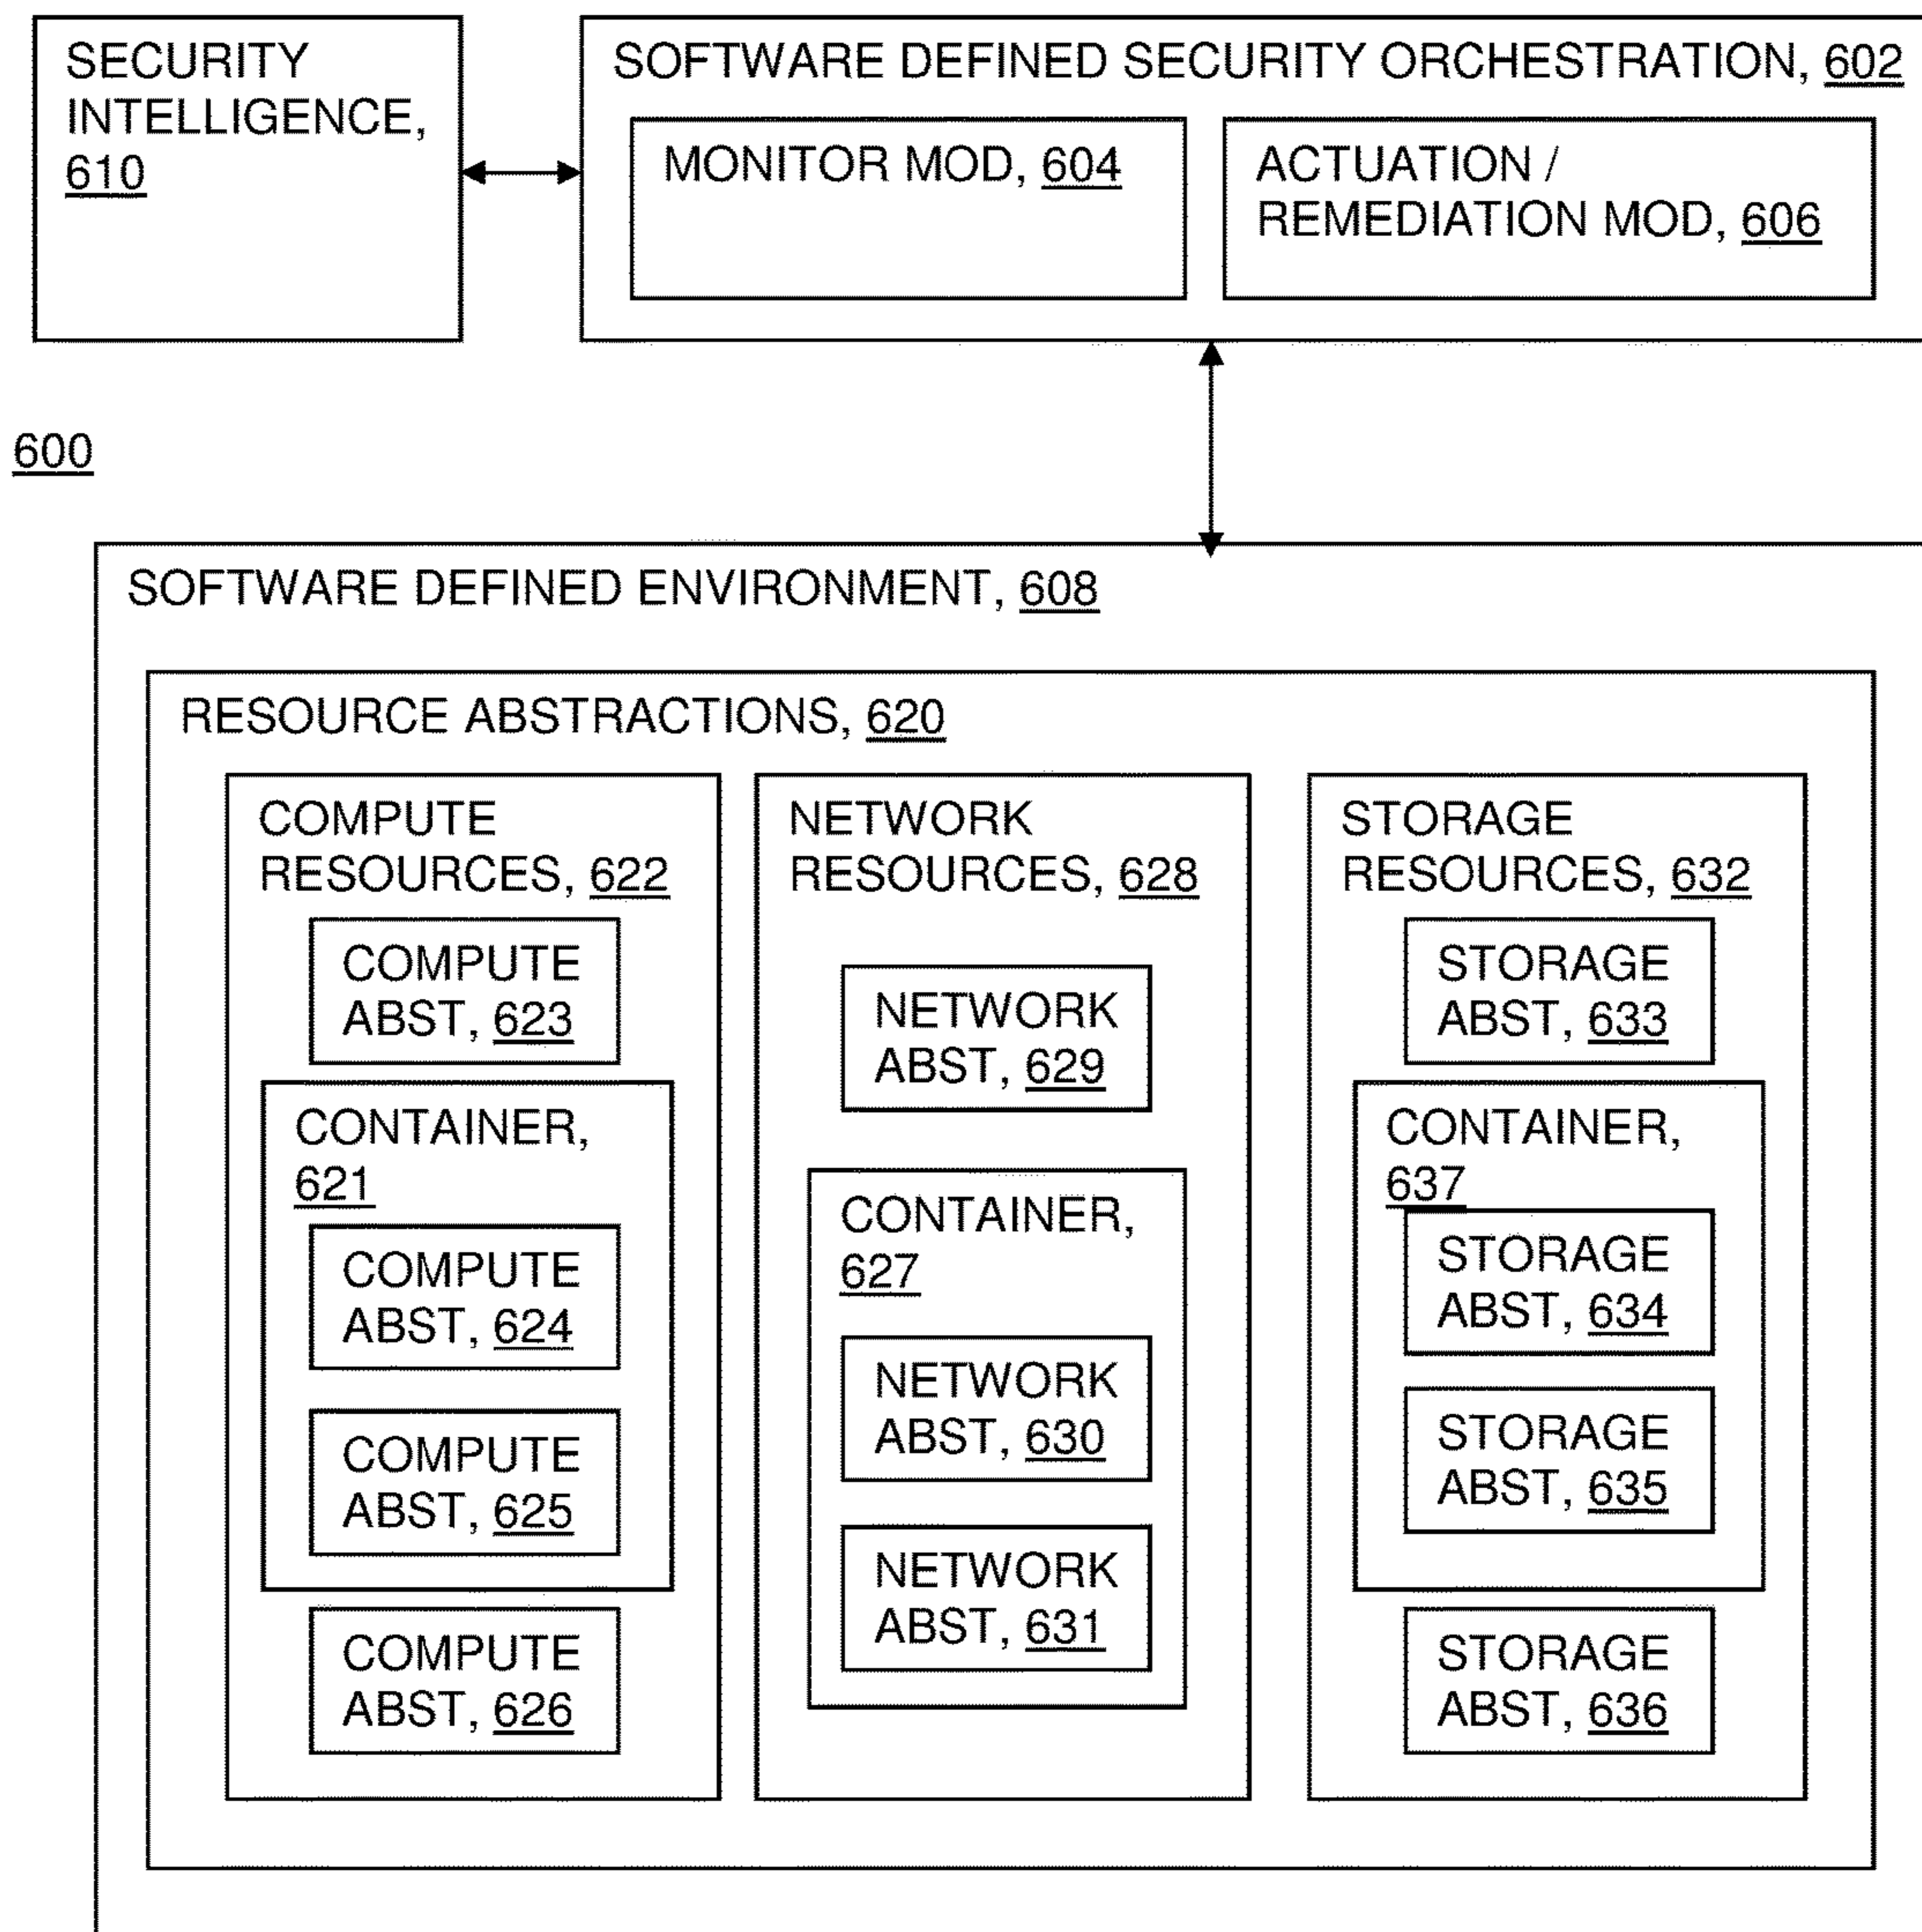 SECURITY
INTELLIGENCE,
610
SOFTWARE DEFINED SECURITY ORCHESTRATION, 602
MONITOR MOD, 604
ACTUATION /
REMEDIATION MOD, 606
600
SOFTWARE DEFINED ENVIRONMENT, 608
RESOURCE ABSTRACTIONS, 620
COMPUTE
RESOURCES, 622
COMPUTE
ABST, 623
CONTAINER,
621
COMPUTE
ABST, 624
COMPUTE
ABST, 625
COMPUTE
ABST, 626
NETWORK
RESOURCES, 628
NETWORK
ABST, 629
CONTAINER,
627
NETWORK
ABST, 630
NETWORK
ABST, 631
STORAGE
RESOURCES, 632
STORAGE
ABST, 633
CONTAINER,
637
STORAGE
ABST, 634
STORAGE
ABST, 635
STORAGE
ABST, 636